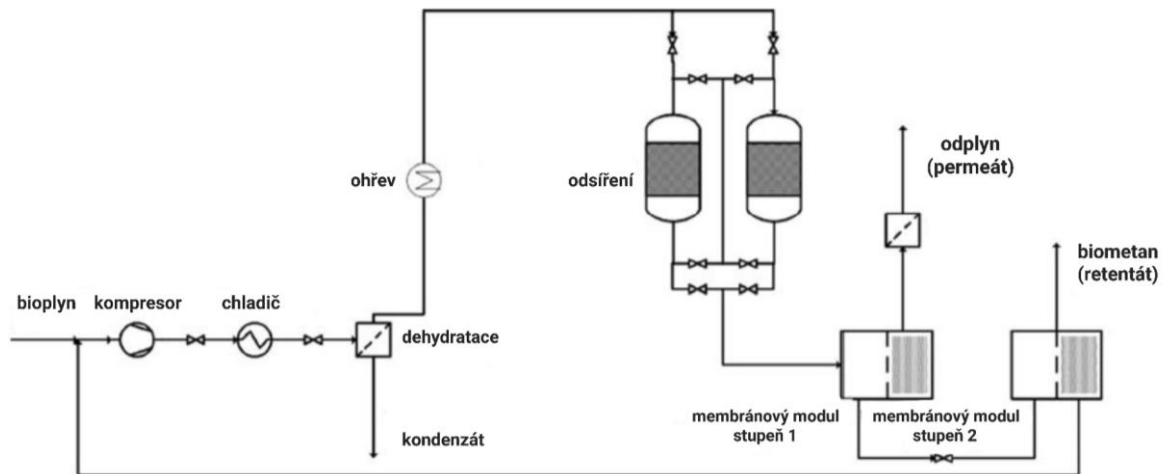 odplyn
(permeát)
ohřev
odsíření
biometan
(retentát)
bioplyn
kompresor
chladič
dehydratace
membránový modul
stupeň 1
membránový modul
stupeň 2
kondenzát